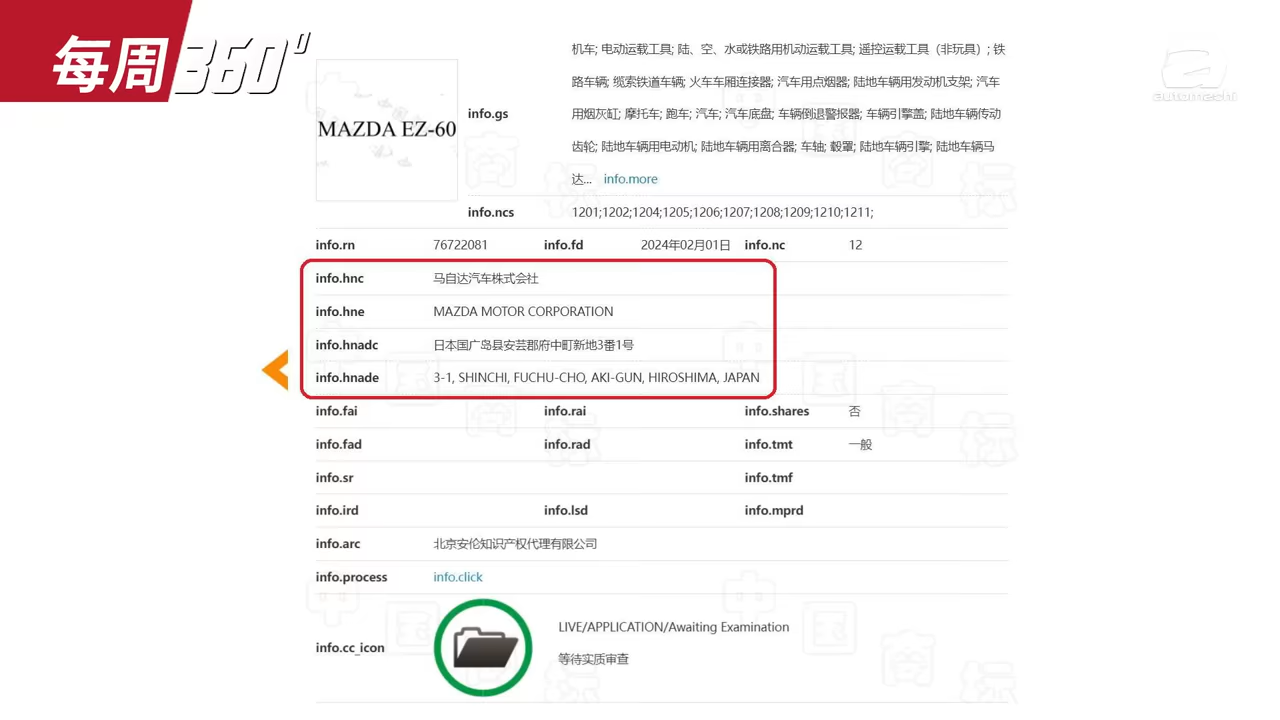 每周360°
automachi
MAZDA EZ-60
info.gs
机车; 电动运载工具; 陆、空、水或铁路用机动运载工具; 遥控运载工具（非玩具）; 铁
路车辆; 缆索铁道车辆; 火车车厢连接器; 汽车用点烟器; 陆地车辆用发动机支架; 汽车
用烟灰缸; 摩托车; 跑车; 汽车; 汽车底盘; 车辆倒退警报器; 车辆引擎盖; 陆地车辆传动
齿轮; 陆地车辆用电动机; 陆地车辆用离合器; 车轴; 毂罩; 陆地车辆引擎; 陆地车辆马
达... info.more
info.ncs 1201;1202;1204;1205;1206;1207;1208;1209;1210;1211;
info.rn 76722081 info.fd 2024年02月01日 info.nc 12
info.hnc 马自达汽车株式会社
info.hne MAZDA MOTOR CORPORATION
info.hnadc 日本国广岛县安芸郡府中町新地3番1号
info.hnade 3-1, SHINCHI, FUCHU-CHO, AKI-GUN, HIROSHIMA, JAPAN
info.fai info.rai info.shares 否
info.fad info.rad info.tmt 一般
info.sr info.tmf
info.ird info.lsd info.mprd
info.arc 北京安伦知识产权代理有限公司
info.process info.click
info.cc_icon
LIVE/APPLICATION/Awaiting Examination
等待实质审查
中国商标